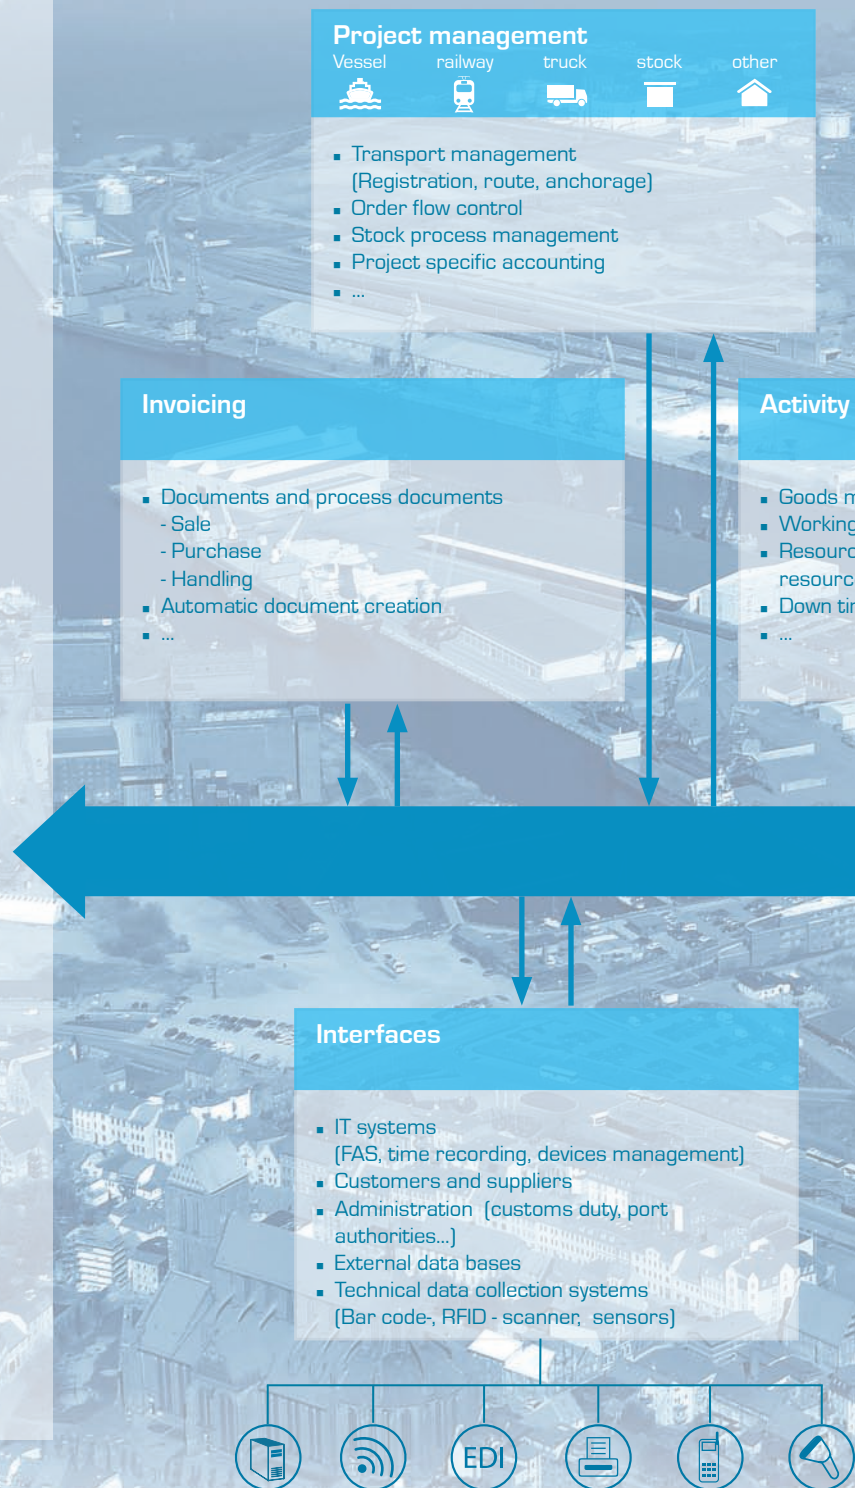 Project management
Vessel railway truck stock other
▪ Transport management
(Registration, route, anchorage)
▪ Order flow control
▪ Stock process management
▪ Project specific accounting
▪ ...
Invoicing
▪ Documents and process documents
- Sale
- Purchase
- Handling
▪ Automatic document creation
▪ ...
Activity
▪ Goods
▪ Working
▪
▪ Down
▪ ...
Interfaces
▪ IT systems
(FAS, time recording, devices management)
▪ Customers and suppliers
▪ Administration (customs duty, port
authorities...)
▪ External data bases
▪ Technical data collection systems
(Bar code-, RFID - scanner, sensors)
EDI